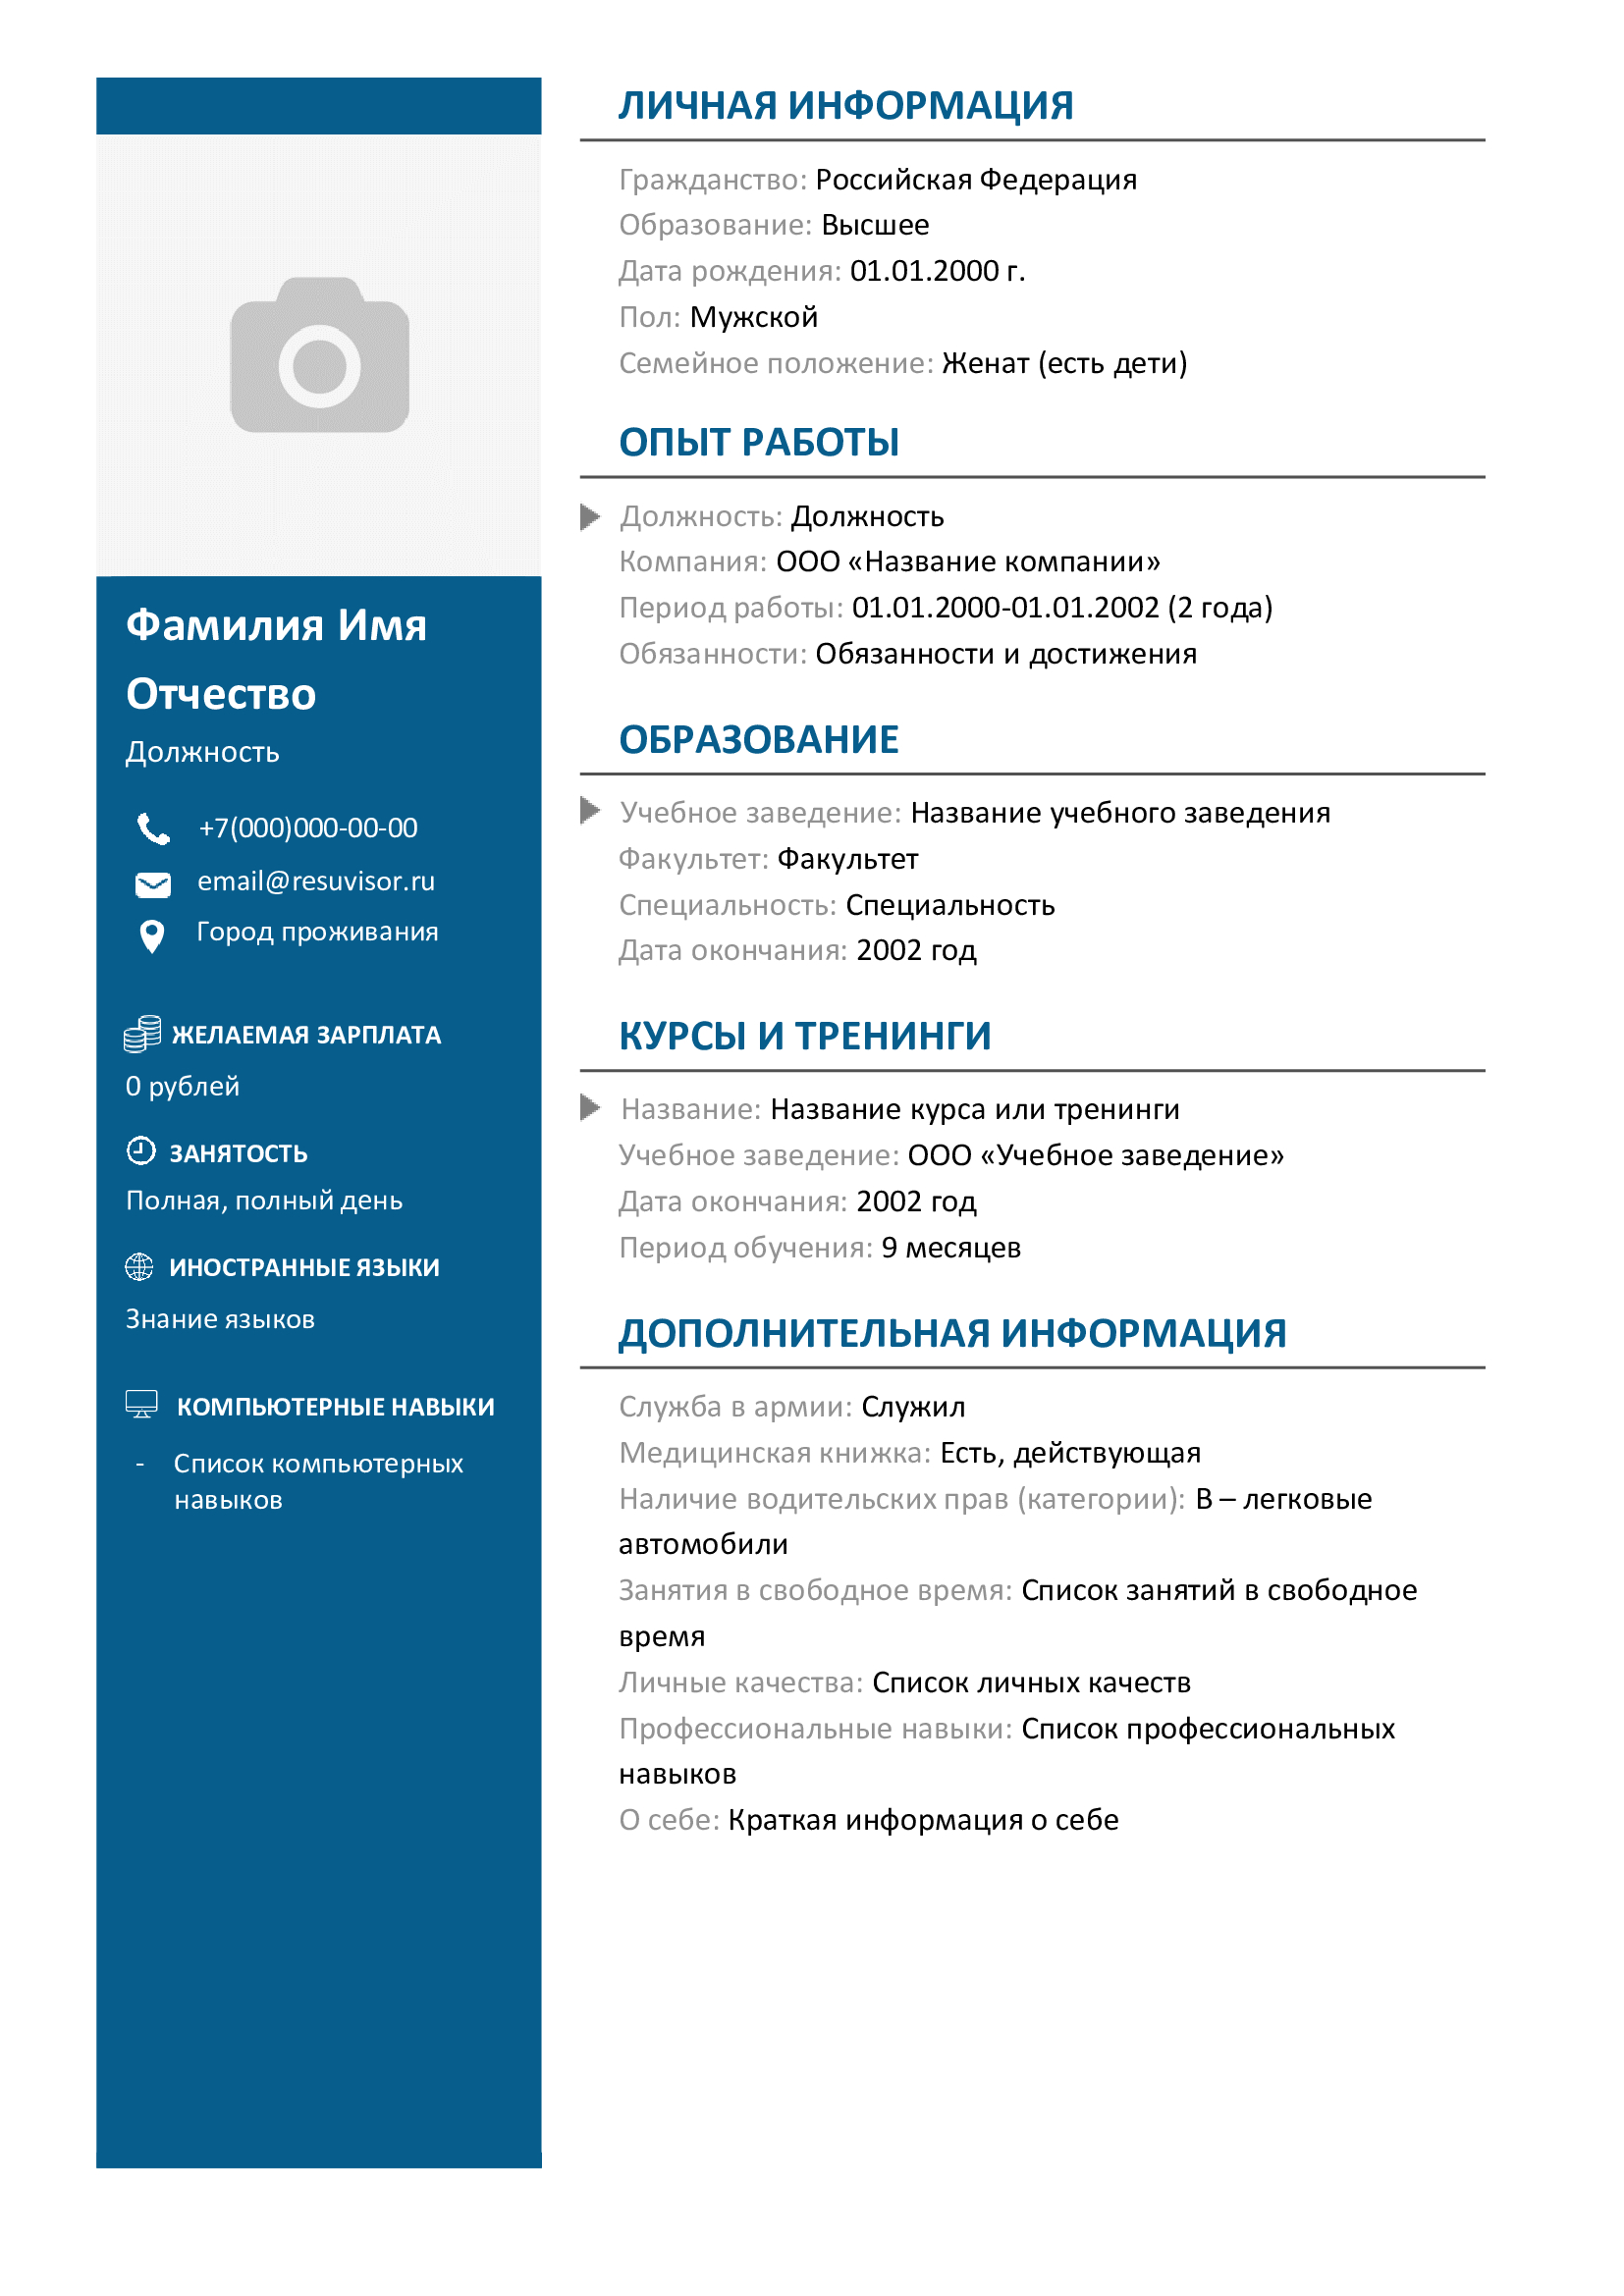 Фамилия Имя
Отчество
Должность
+7(000)000-00-00
email@resuvisor.ru
Город проживания
ЖЕЛАЕМАЯ ЗАРПЛАТА
0 рублей
ЗАНЯТОСТЬ
Полная, полный день
ИНОСТРАННЫЕ ЯЗЫКИ
Знание языков
КОМПЬЮТЕРНЫЕ НАВЫКИ
- Список компьютерных
навыков
ЛИЧНАЯ ИНФОРМАЦИЯ
Гражданство: Российская Федерация
Образование: Высшее
Дата рождения: 01.01.2000 г.
Пол: Мужской
Семейное положение: Женат (есть дети)
ОПЫТ РАБОТЫ
Должность: Должность
Компания: ООО «Название компании»
Период работы: 01.01.2000-01.01.2002 (2 года)
Обязанности: Обязанности и достижения
ОБРАЗОВАНИЕ
Учебное заведение: Название учебного заведения
Факультет: Факультет
Специальность: Специальность
Дата окончания: 2002 год
КУРСЫ И ТРЕНИНГИ
Название: Название курса или тренинги
Учебное заведение: ООО «Учебное заведение»
Дата окончания: 2002 год
Период обучения: 9 месяцев
ДОПОЛНИТЕЛЬНАЯ ИНФОРМАЦИЯ
Служба в армии: Служил
Медицинская книжка: Есть, действующая
Наличие водительских прав (категории): В – легковые
автомобили
Занятия в свободное время: Список занятий в свободное
время
Личные качества: Список личных качеств
Профессиональные навыки: Список профессиональных
навыков
О себе: Краткая информация о себе